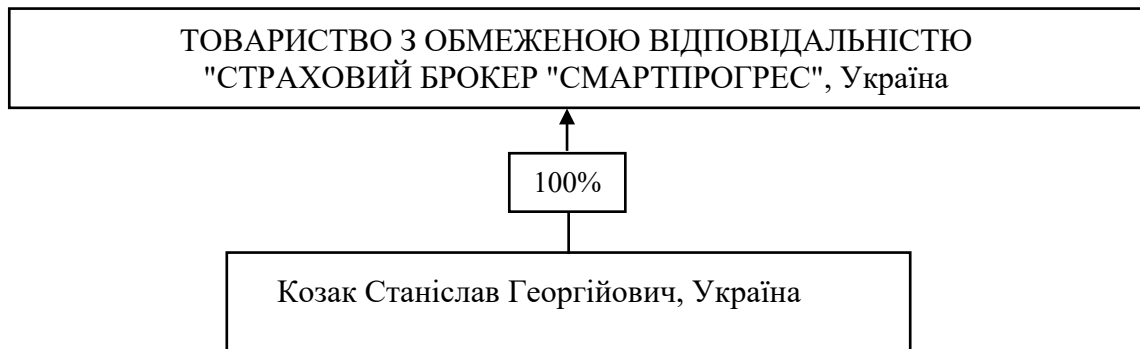 ТОВАРИСТВО З ОБМЕЖЕНОЮ ВІДПОВІДАЛЬНІСТЮ
"СТРАХОВИЙ БРОКЕР "СМАРТПРОГРЕС", Україна
100%
Козак Станіслав Георгійович, Україна